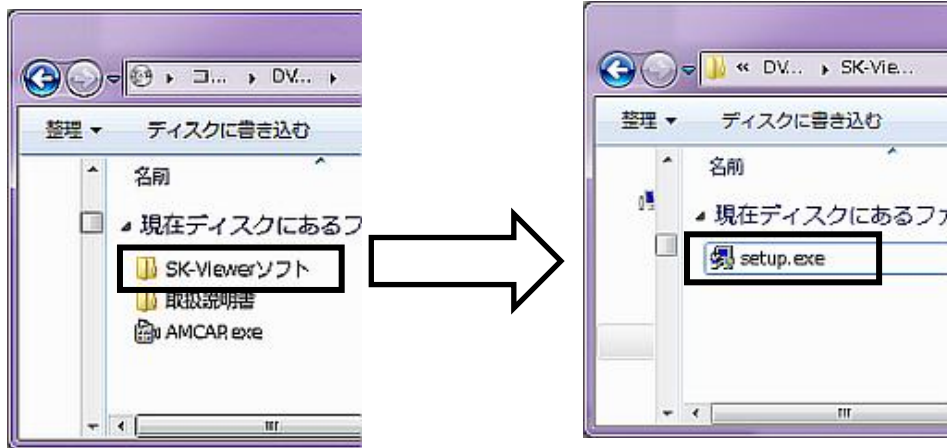 コ... DV...
整理 ディスクに書き込む
名前
現在ディスクにあるフ
SK-Viewerソフト
取扱説明書
AMCAP.exe
« DV... SK-Vie...
整理 ディスクに書き込む
名前
現在ディスクにあるファ
setup.exe